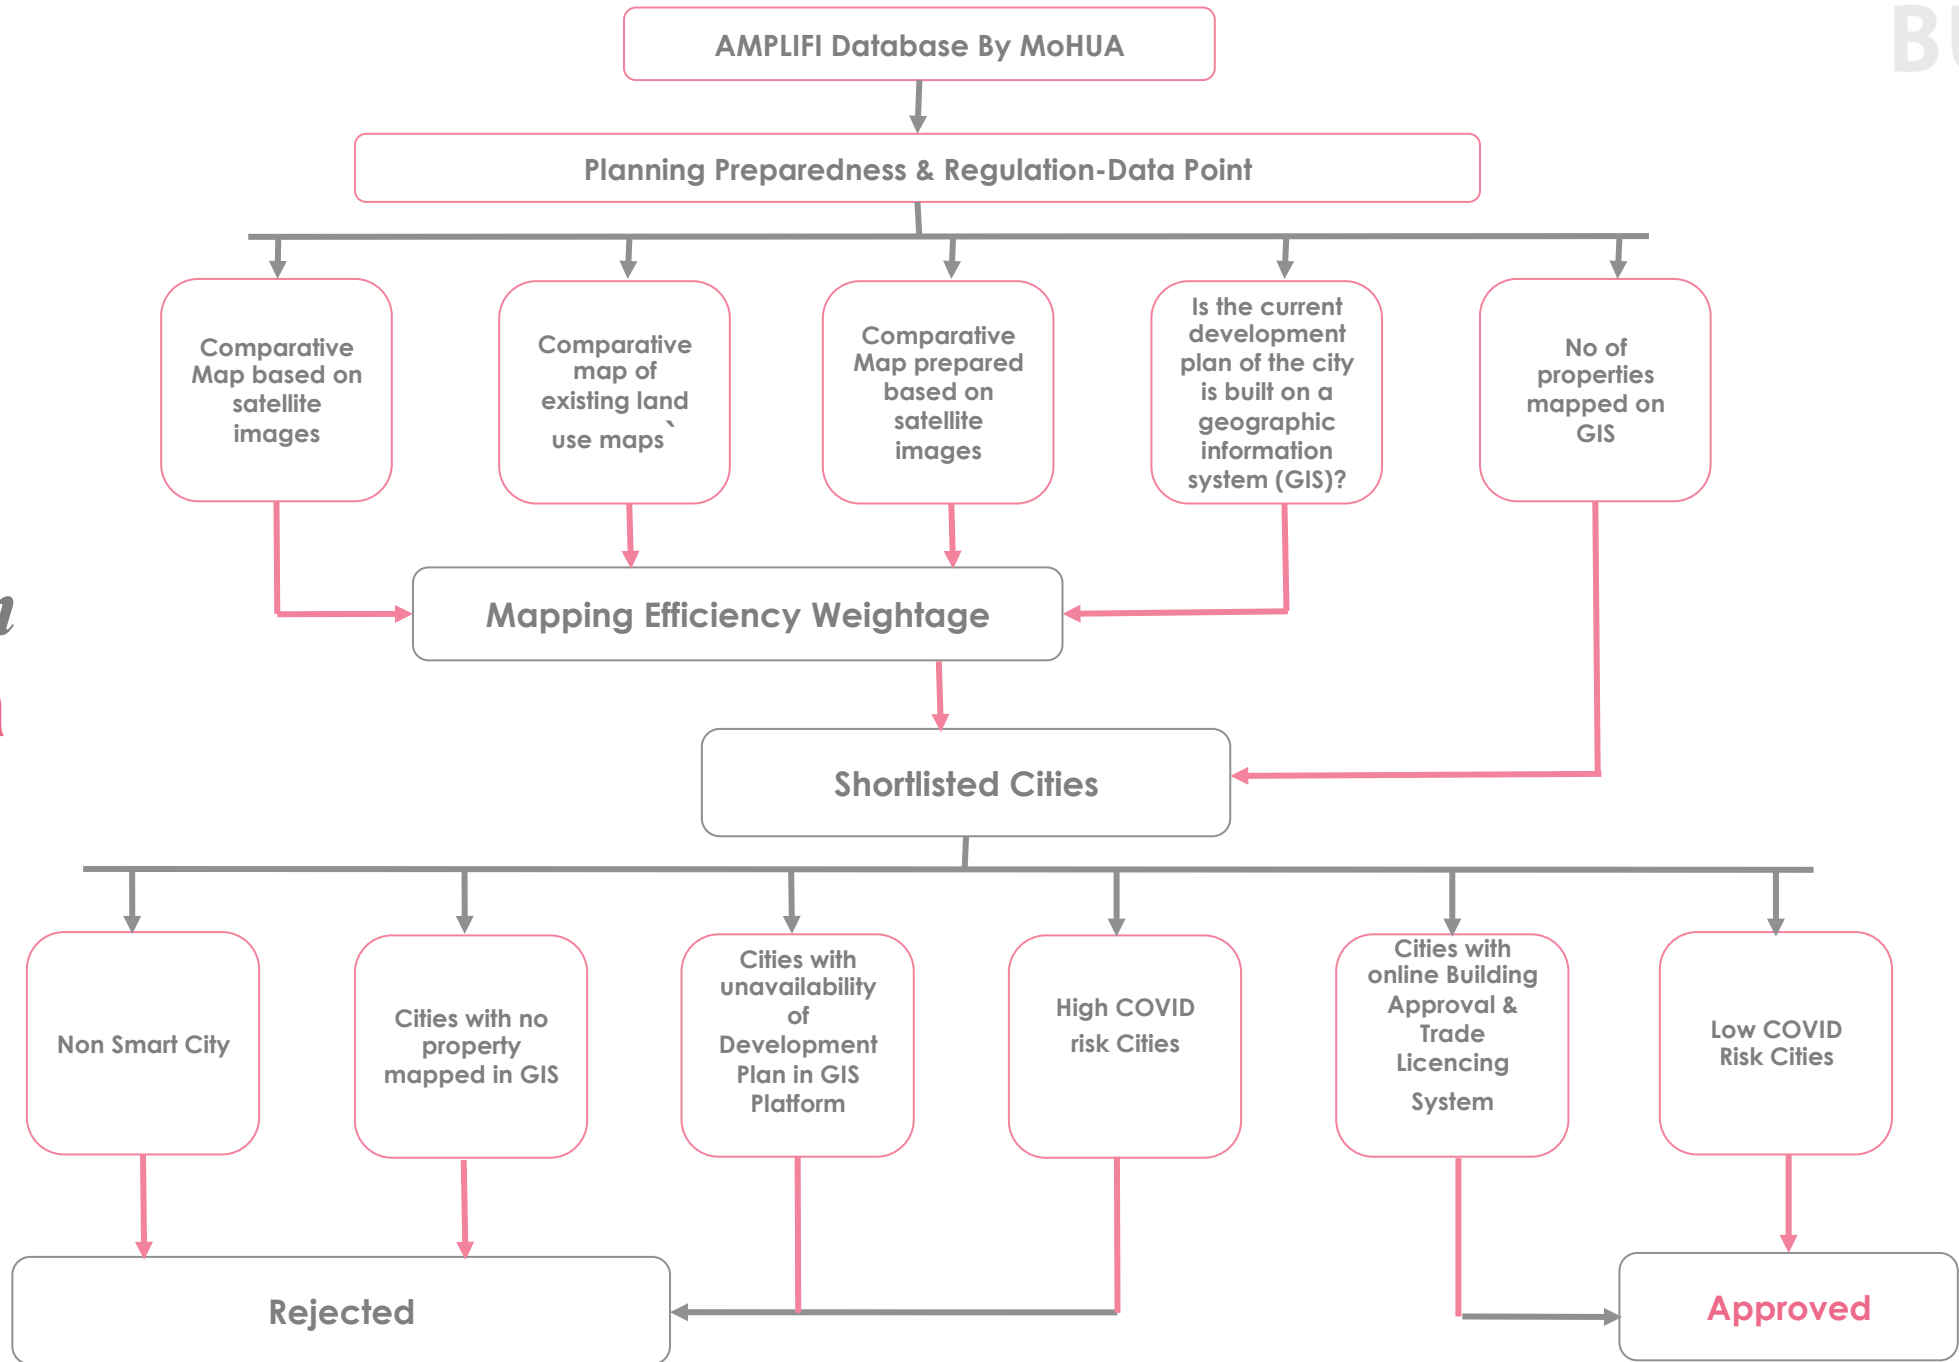 BU
AMPLIFI Database By MoHUA
Planning Preparedness & Regulation-Data Point
Comparative
Map based on
satellite
images
Comparative
map of
existing land
use maps`
Comparative
Map prepared
based on
satellite
images
Is the current
development
plan of the city
is built on a
geographic
information
system (GIS)?
No of
properties
mapped on
GIS
Mapping Efficiency Weightage
Shortlisted Cities
Non Smart City
Cities with no
property
mapped in GIS
Cities with
unavailability
of
Development
Plan in GIS
Platform
High COVID
risk Cities
Cities with
online Building
Approval &
Trade
Licencing
System
Low COVID
Risk Cities
Rejected
Approved